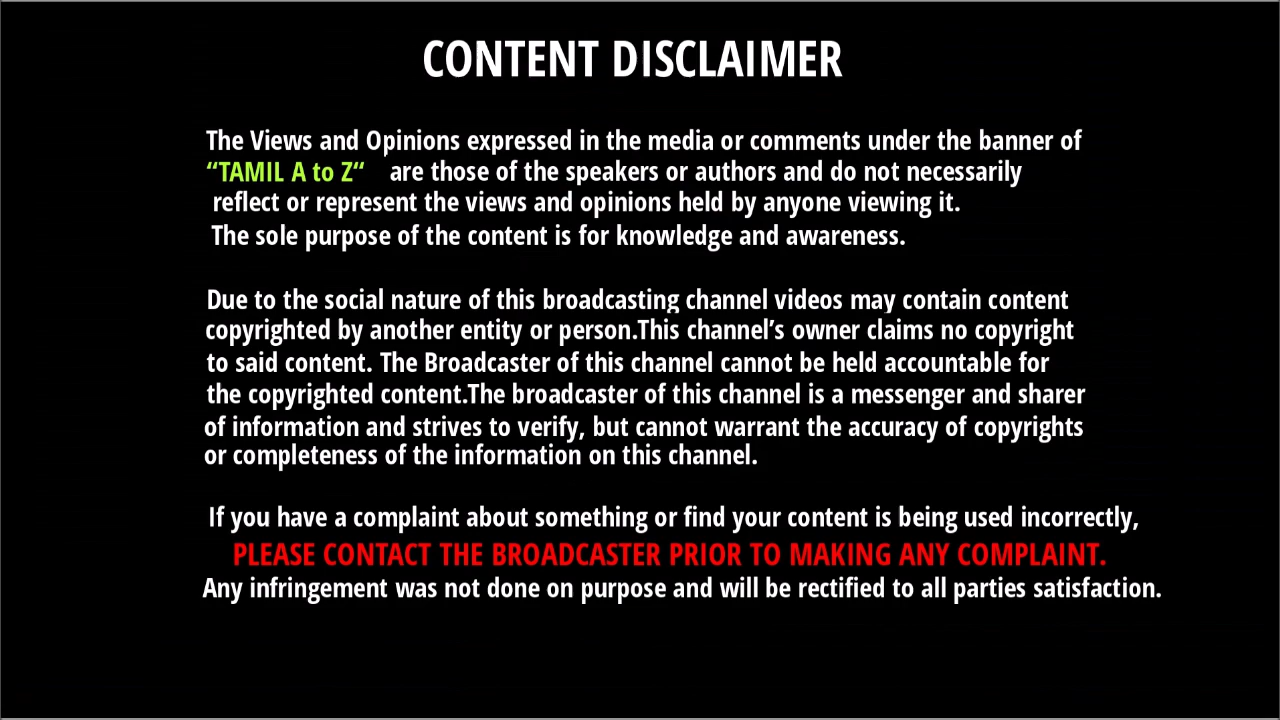 CONTENT DISCLAIMER
The Views and Opinions expressed in the media or comments under the banner of
“TAMIL A to Z“ are those of the speakers or authors and do not necessarily
reflect or represent the views and opinions held by anyone viewing it.
The sole purpose of the content is for knowledge and awareness.
Due to the social nature of this broadcasting channel videos may contain content
copyrighted by another entity or person.This channel’s owner claims no copyright
to said content. The Broadcaster of this channel cannot be held accountable for
the copyrighted content.The broadcaster of this channel is a messenger and sharer
of information and strives to verify, but cannot warrant the accuracy of copyrights
or completeness of the information on this channel.
If you have a complaint about something or find your content is being used incorrectly,
PLEASE CONTACT THE BROADCASTER PRIOR TO MAKING ANY COMPLAINT.
Any infringement was not done on purpose and will be rectified to all parties satisfaction.